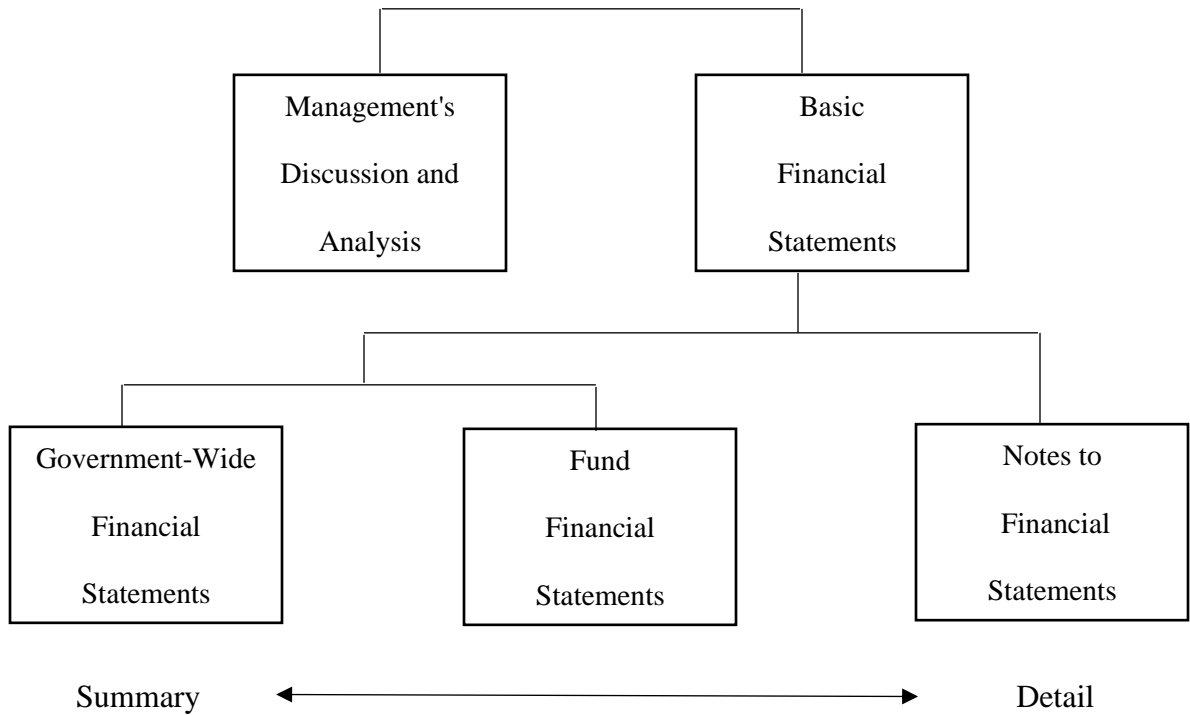 Management's
Discussion and
Analysis
Basic
Financial
Statements
Government-Wide
Financial
Statements
Fund
Financial
Statements
Notes to
Financial
Statements
Summary
Detail